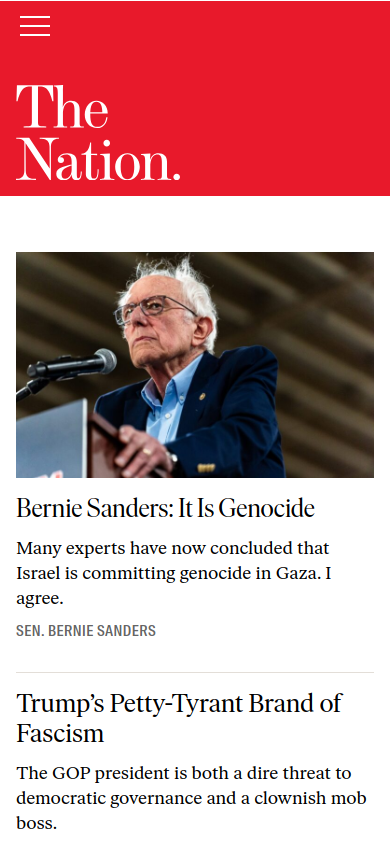 The
Nation.
Bernie Sanders: It Is Genocide
Many experts have now concluded that
Israel is committing genocide in Gaza. I
agree.
SEN. BERNIE SANDERS
Trump’s Petty-Tyrant Brand of
Fascism
The GOP president is both a dire threat to
democratic governance and a clownish mob
boss.